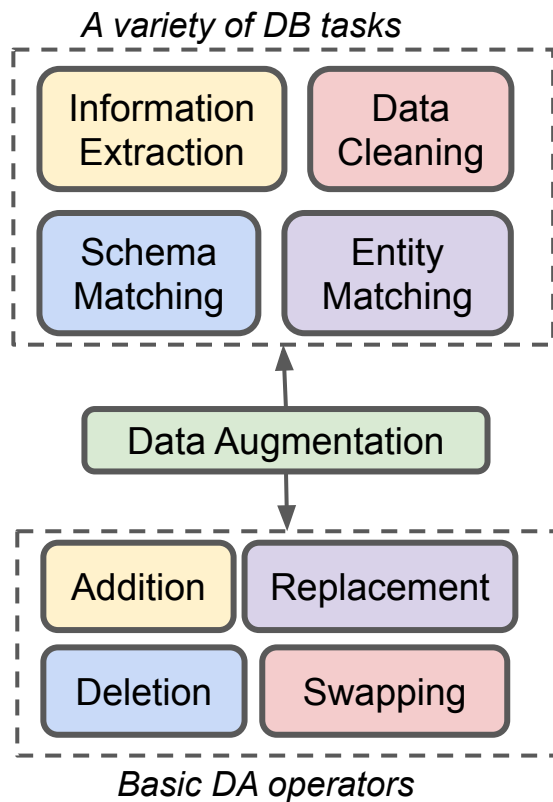 A variety of DB tasks
Information
Extraction
Data
Cleaning
Schema
Matching
Entity
Matching
Data Augmentation
Addition
Replacement
Deletion
Swapping
Basic DA operators